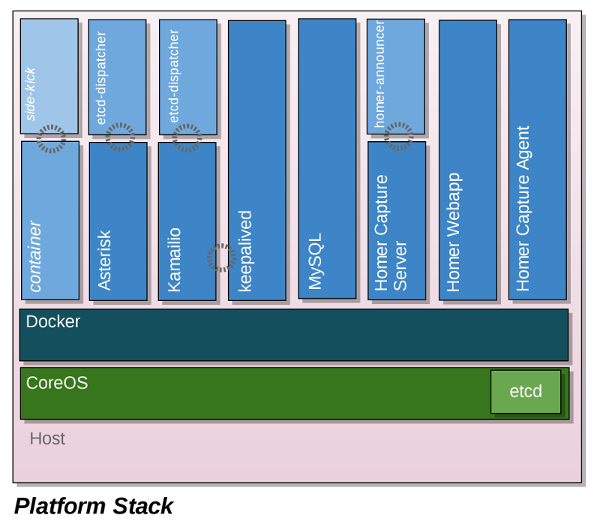 side-kick
etcd-dispatcher
etcd-dispatcher
homer-announcer
container
Asterisk
Kamailio
keepalived
MySQL
Homer Capture
Server
Homer Webapp
Homer Capture Agent
Docker
CoreOS
etcd
Host
Platform Stack